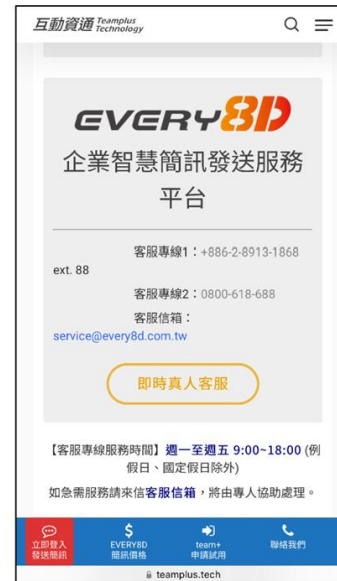 互動資通 Teamplus Technology
EVERY8D
企業智慧簡訊發送服務
平台
客服專線1：+886-2-8913-1868
ext. 88
客服專線2：0800-618-688
客服信箱：
service@every8d.com.tw
即時真人客服
【客服專線服務時間】週一至週五 9:00~18:00 (例
假日、國定假日除外)
如急需服務請來信客服信箱，將由專人協助處理。
立即登入
發送簡訊
EVERY8D
簡訊價格
team+
申請試用
聯絡我們
teamplus.tech